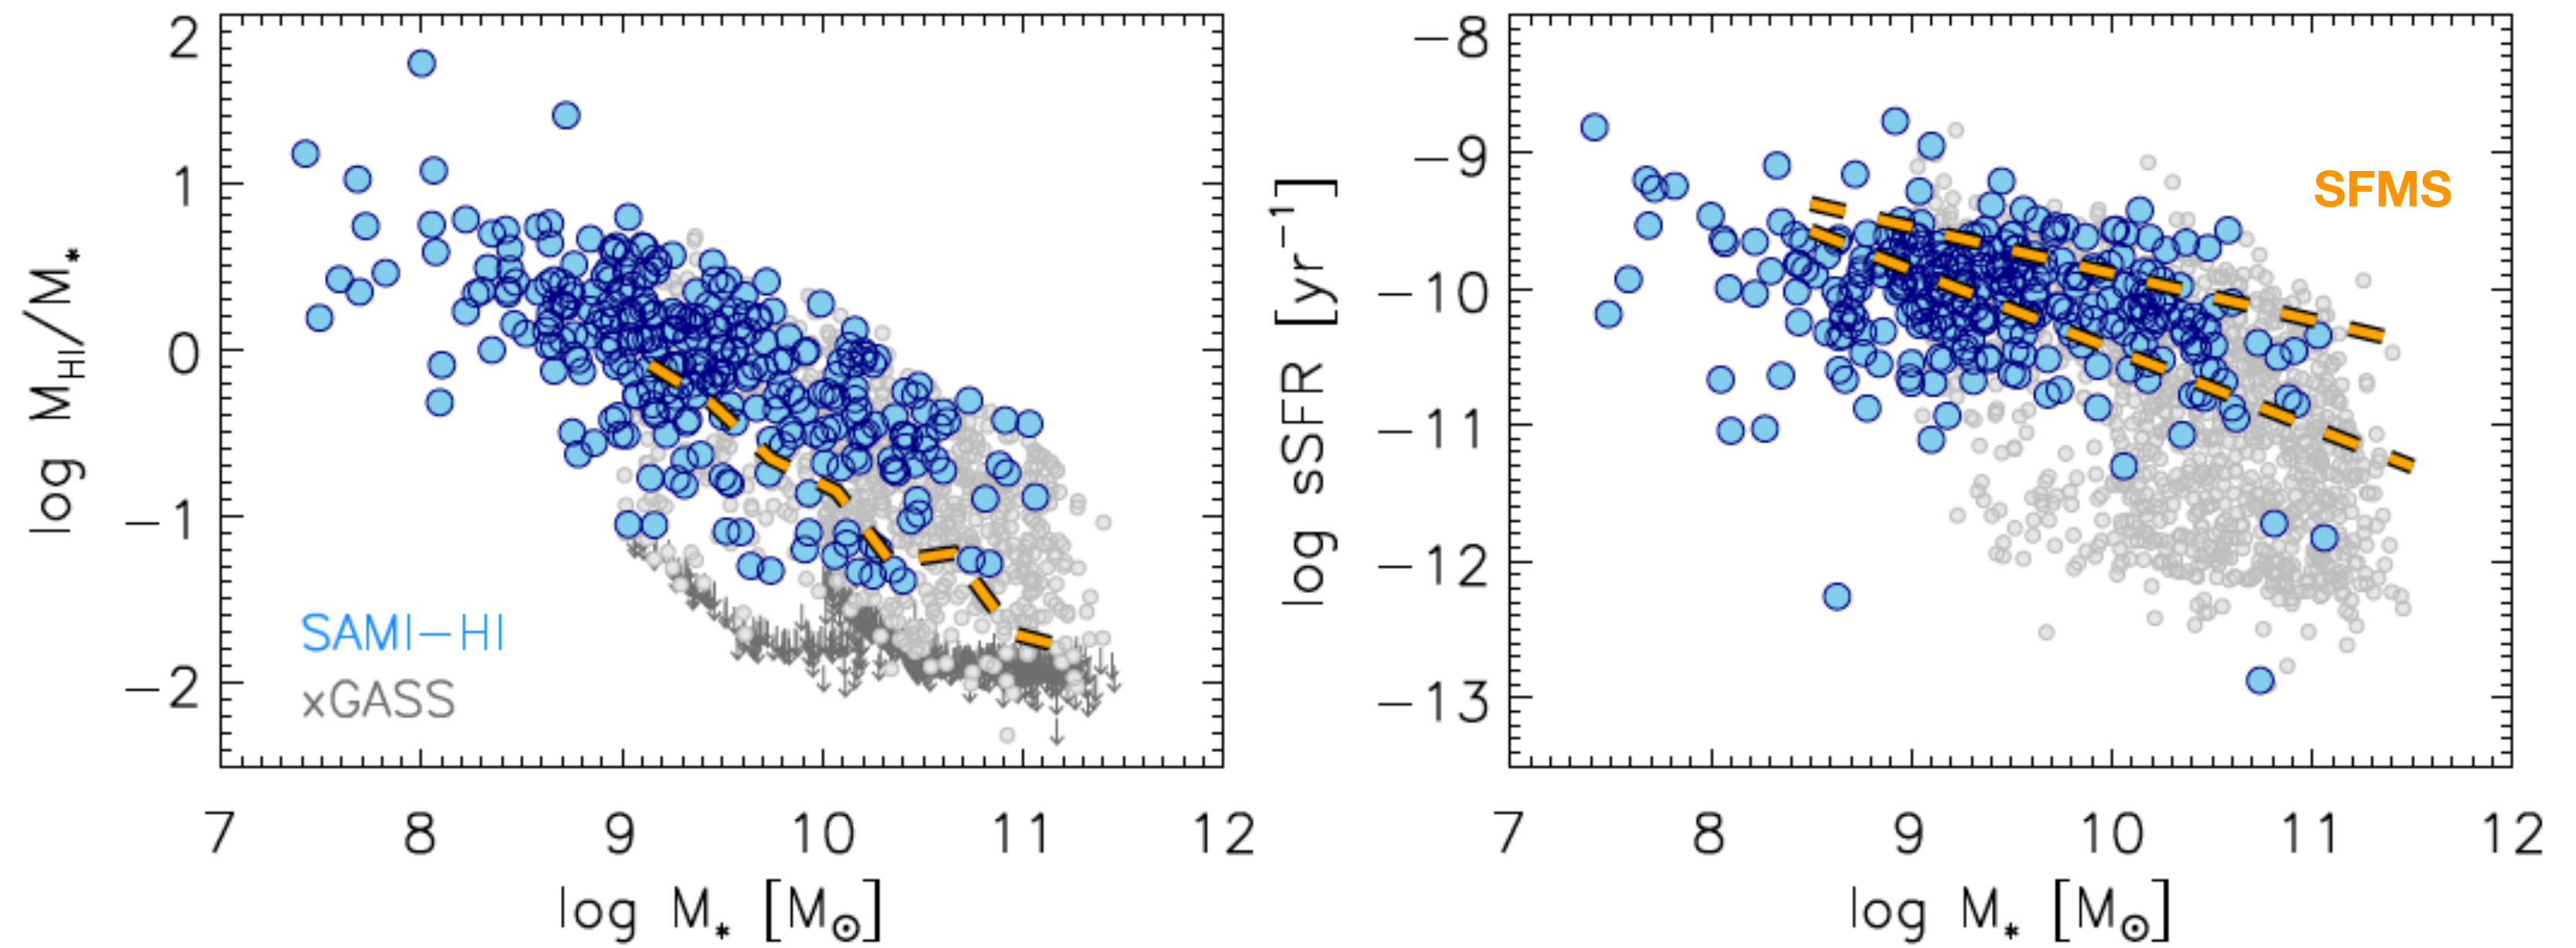 log M_HI/M_*
2
1
0
−1
−2
SAMI−HI
xGASS
7 8 9 10 11 12
log M_* [M_⊙]
log sSFR [yr^−1]
−8
−9
−10
−11
−12
−13
SFMS
7 8 9 10 11 12
log M_* [M_⊙]